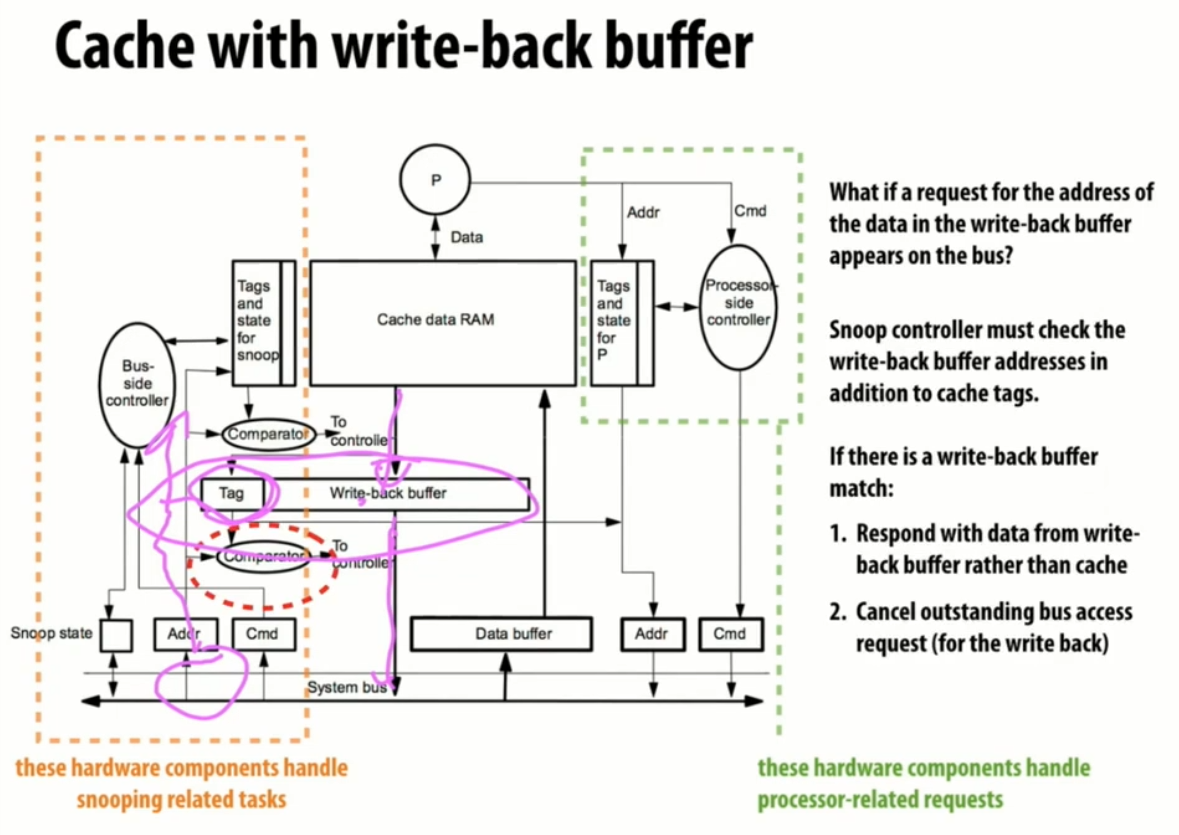 Cache with write-back buffer
P
Addr
Cmd
Data
Tags
and
state
for
snoop
Cache data RAM
Tags
and
state
for
P
Processor-
side
controller
Bus-
side
controller
Comparator
To
controller
Tag
Write-back buffer
Comparator
To
controller
Snoop state
Addr
Cmd
Data buffer
Addr
Cmd
System bus
these hardware components handle
snooping related tasks
these hardware components handle
processor-related requests
What if a request for the address of
the data in the write-back buffer
appears on the bus?
Snoop controller must check the
write-back buffer addresses in
addition to cache tags.
If there is a write-back buffer
match:
1. Respond with data from write-
back buffer rather than cache
2. Cancel outstanding bus access
request (for the write back)